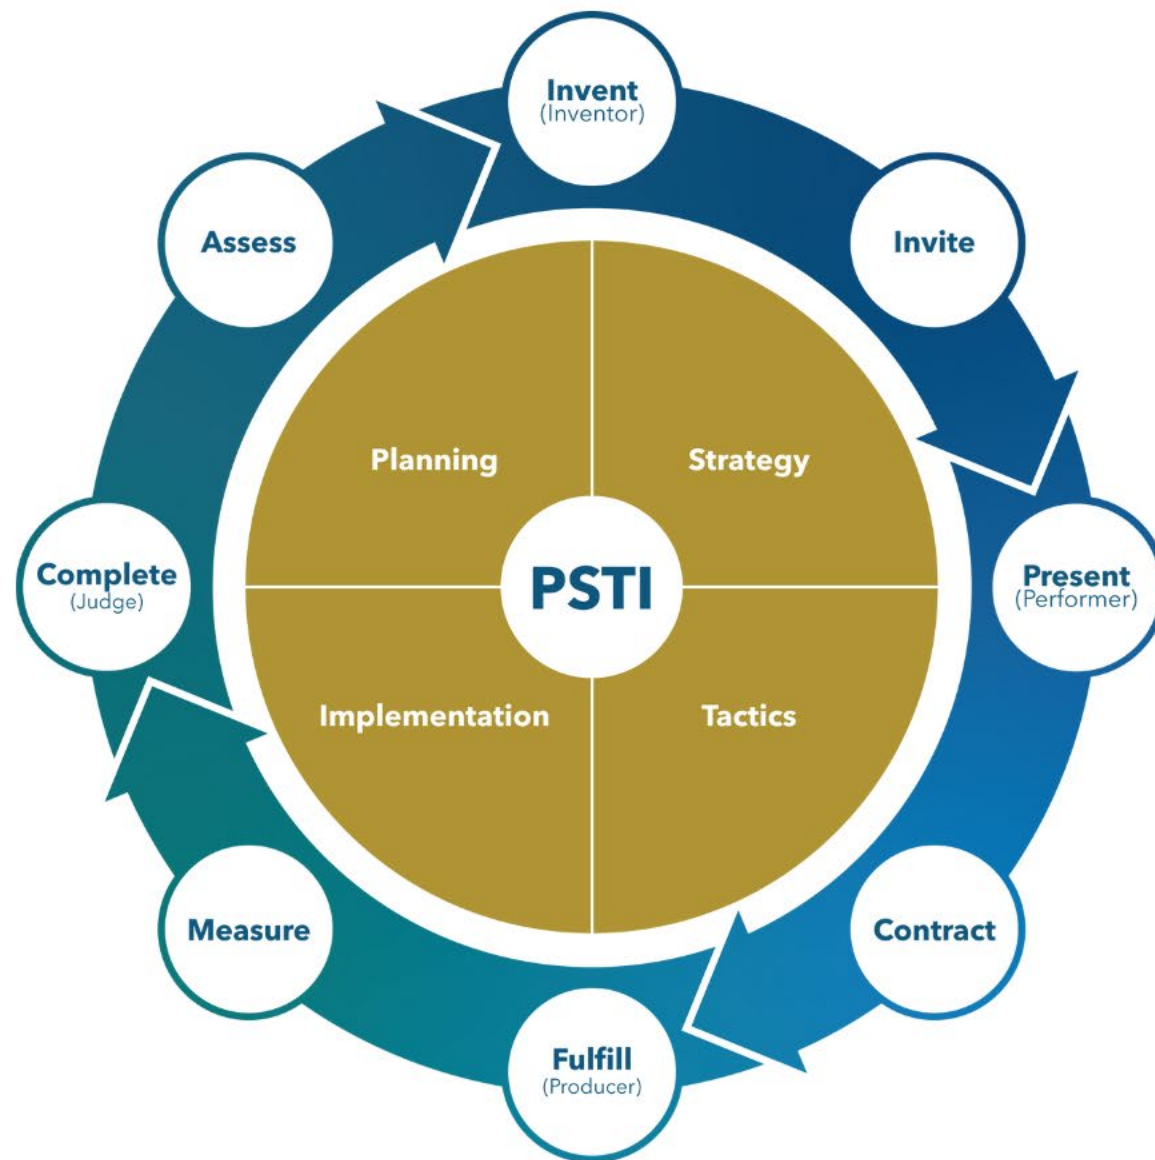 Invent
(Inventor)
Assess
Invite
Planning
Strategy
Complete
(Judge)
PSTI
Present
(Performer)
Implementation
Tactics
Measure
Contract
Fulfill
(Producer)